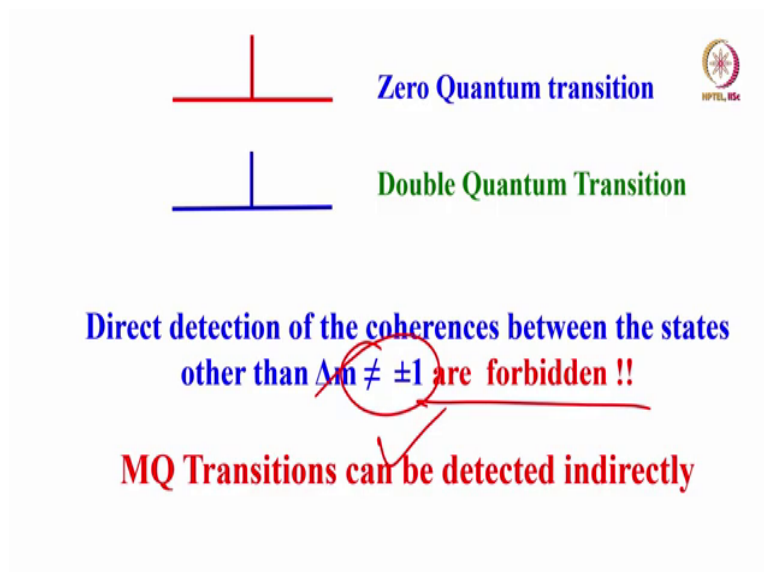 Zero Quantum transition
NPTEL, IISc
Double Quantum Transition
Direct detection of the coherences between the states
other than Δm ≠ ±1 are forbidden !!
MQ Transitions can be detected indirectly